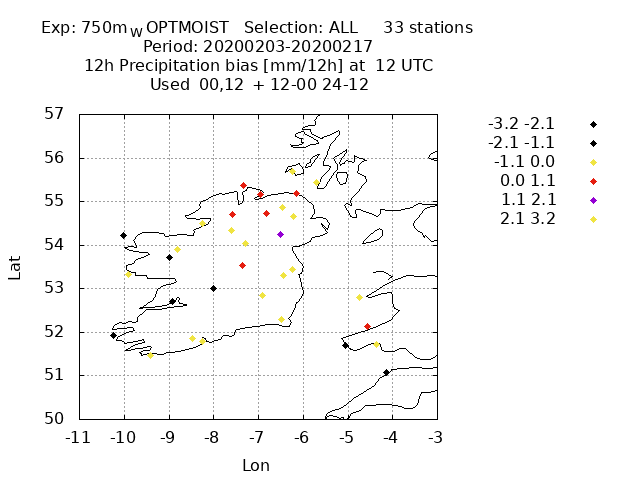 Exp: 750m_W OPTMOIST Selection: ALL 33 stations
Period: 20200203-20200217
12h Precipitation bias [mm/12h] at 12 UTC
Used 00,12 + 12-00 24-12
-3.2 -2.1
-2.1 -1.1
-1.1 0.0
0.0 1.1
1.1 2.1
2.1 3.2
57
56
55
54
53
52
51
50
Lat
-11 -10 -9 -8 -7 -6 -5 -4 -3
Lon